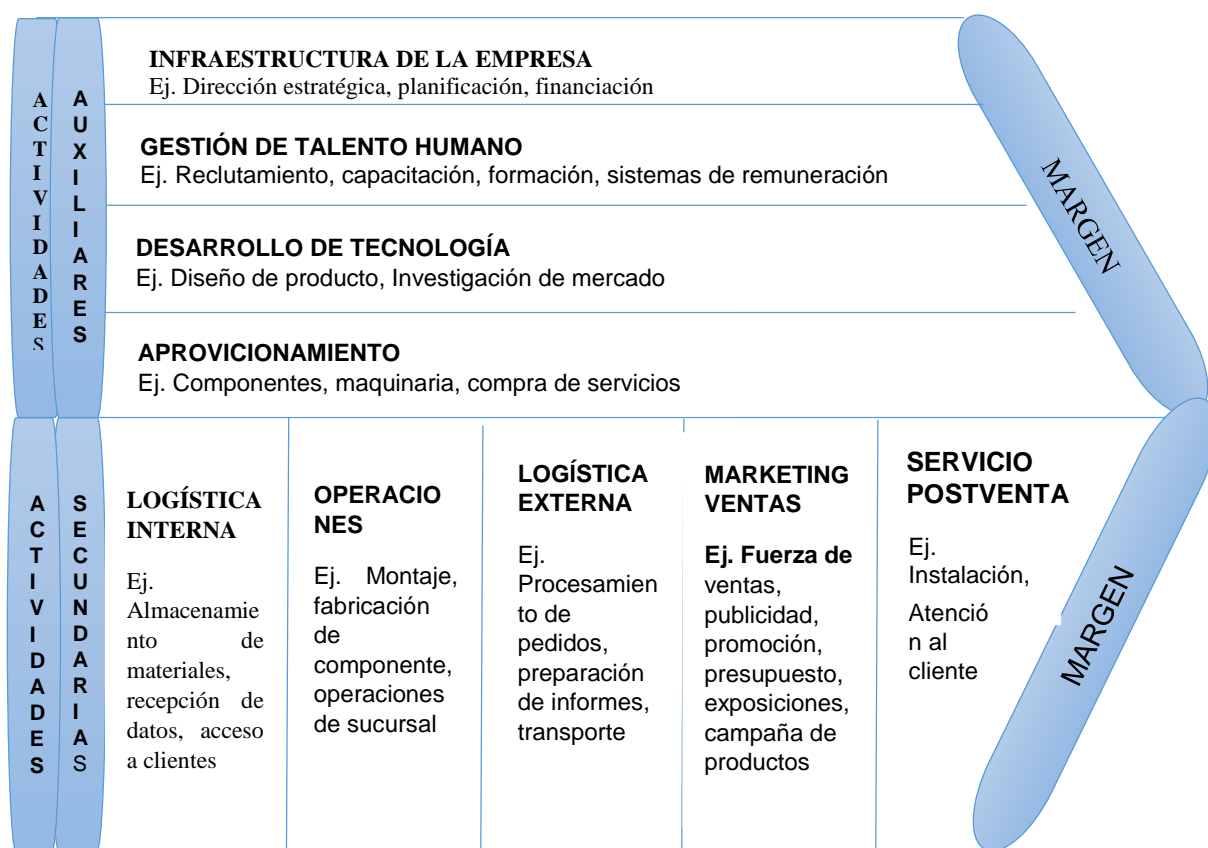 ACTIVIDADES
AUXILIARES
INFRAESTRUCTURA DE LA EMPRESA
Ej. Dirección estratégica, planificación, financiación
GESTIÓN DE TALENTO HUMANO
Ej. Reclutamiento, capacitación, formación, sistemas de remuneración
DESARROLLO DE TECNOLOGÍA
Ej. Diseño de producto, Investigación de mercado
APROVICIONAMIENTO
Ej. Componentes, maquinaria, compra de servicios
MARGEN
ACTIVIDADES
SECUNDARIAS
LOGÍSTICA
INTERNA
Ej.
Almacenamie
nto de
materiales,
recepción de
datos, acceso
a clientes
OPERACIO
NES
Ej. Montaje,
fabricación
de
componente,
operaciones
de sucursal
LOGÍSTICA
EXTERNA
Ej.
Procesamien
to de
pedidos,
preparación
de informes,
transporte
MARKETING
VENTAS
Ej. Fuerza de
ventas,
publicidad,
promoción,
presupuesto,
exposiciones,
campaña de
productos
SERVICIO
POSTVENTA
Ej.
Instalación,
Atenció
n al
cliente
MARGEN